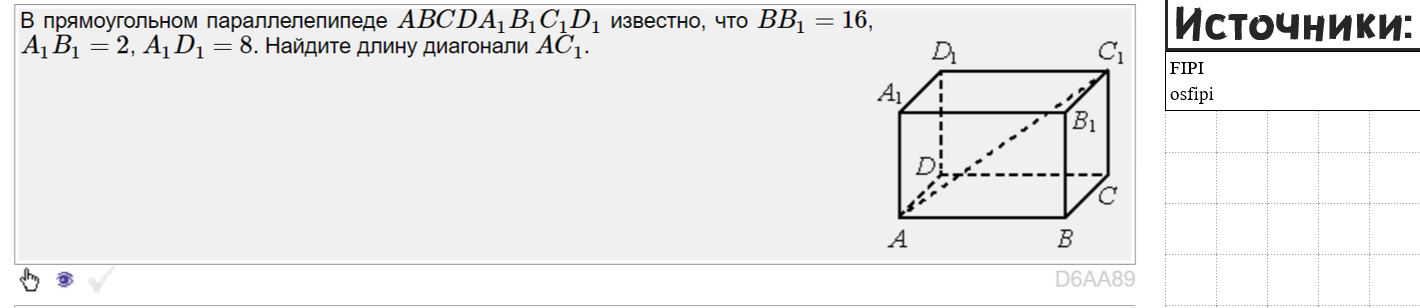 В прямоугольном параллелепипеде ABCDA₁B₁C₁D₁ известно, что BB₁ = 16,
A₁B₁ = 2, A₁D₁ = 8. Найдите длину диагонали AC₁.
D₁
C₁
A₁
B₁
D
C
A
B
D6AA89
Источники:
FIPI
osfipi